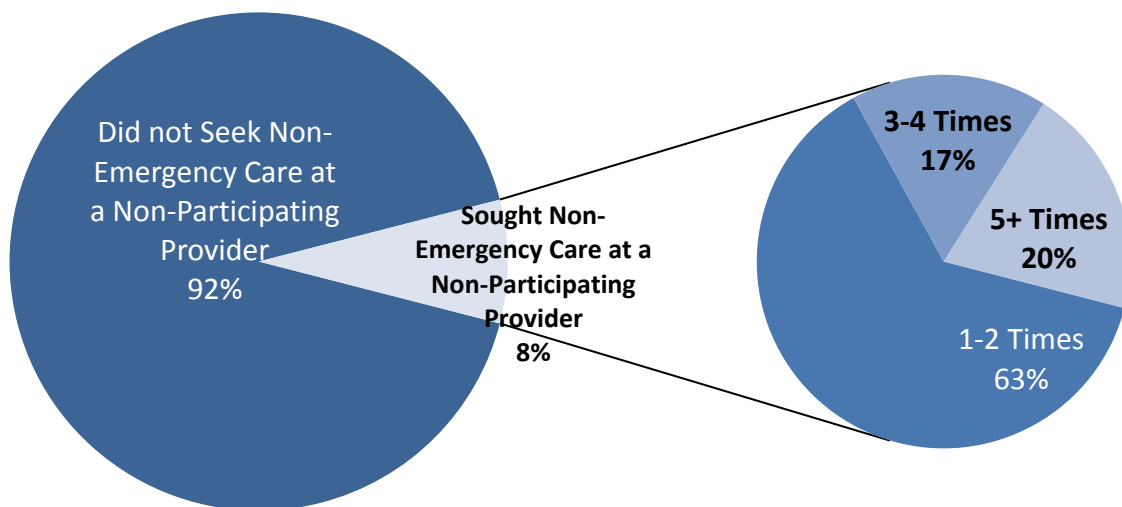 Did not Seek Non-
Emergency Care at
a Non-Participating
Provider
92%
Sought Non-
Emergency Care at a
Non-Participating
Provider
8%
3-4 Times
17%
5+ Times
20%
1-2 Times
63%